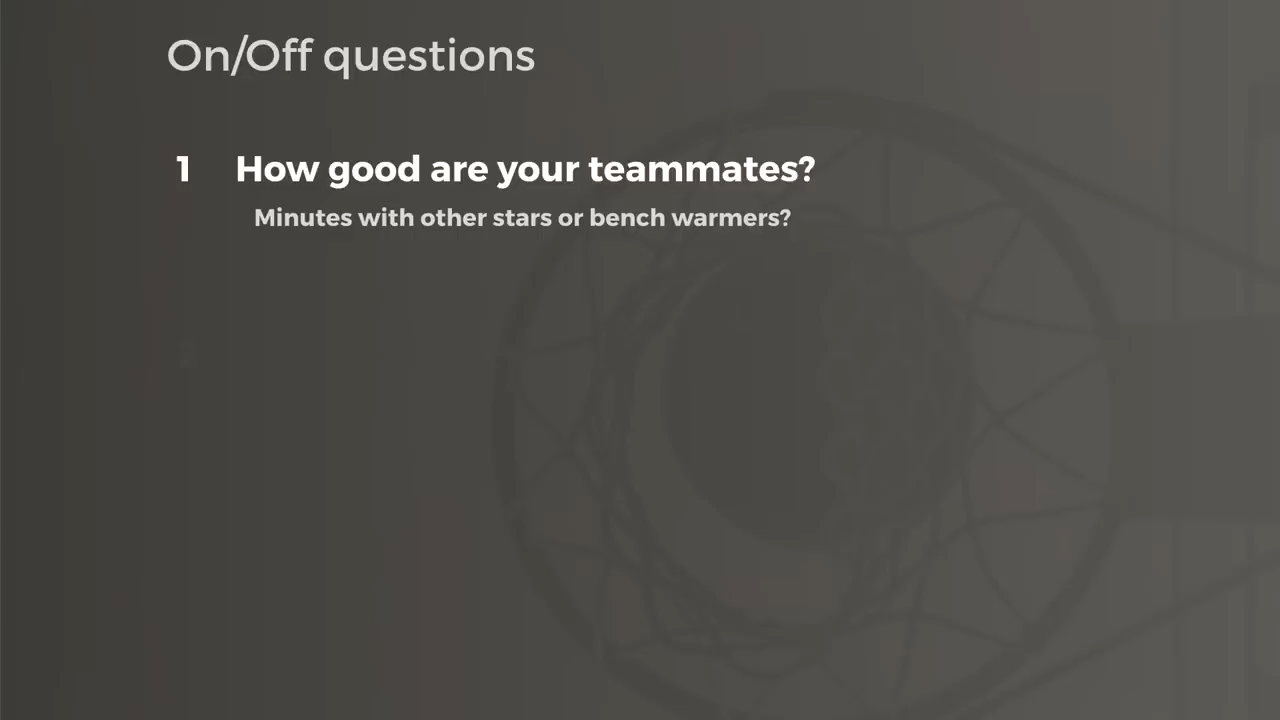 On/Off questions
1 How good are your teammates?
Minutes with other stars or bench warmers?